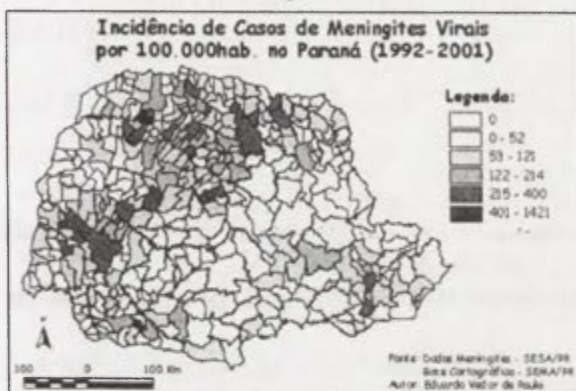 Incidência de Casos de Meningites Virais
por 100.000hab. no Paraná (1992-2001)
Legenda:
0
0 - 52
53 - 121
122 - 214
215 - 400
401 - 1421
100 0 100 Km
Fonte: Dados Meningites - SESA/PR
Base Cartográfica - SEMA/PR
Autor: Eduardo Vieira de Paula